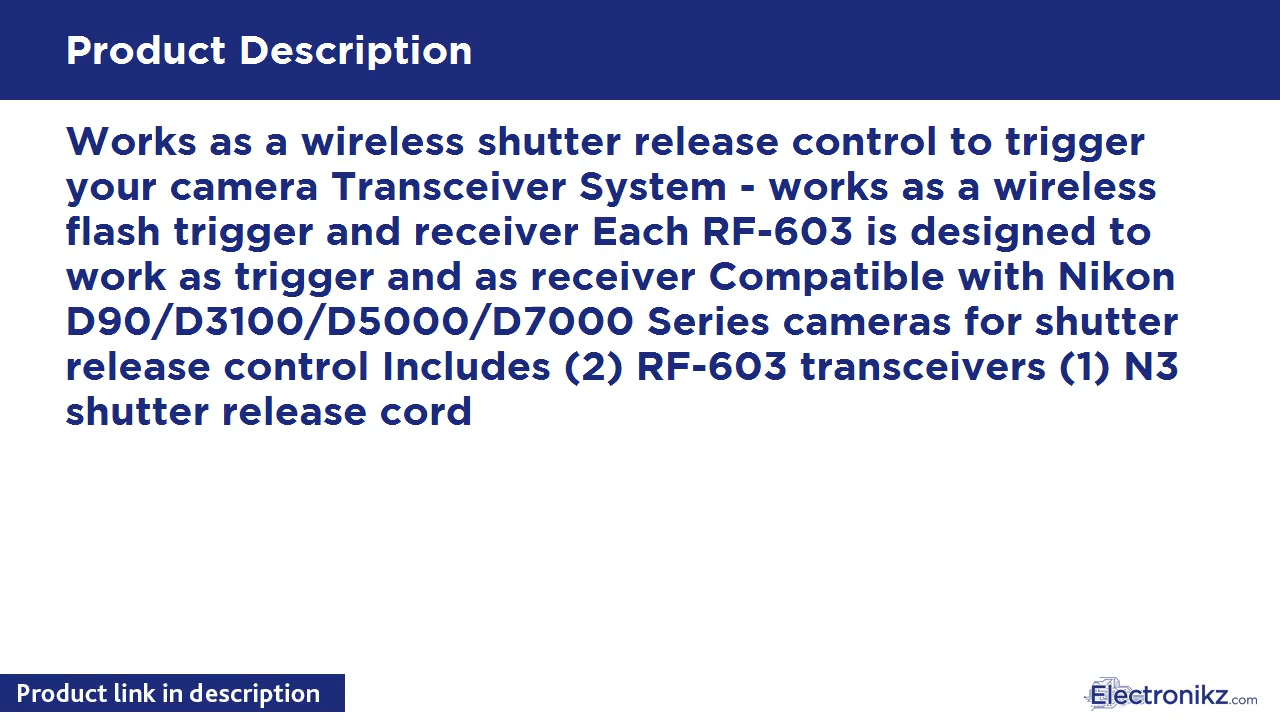 Product Description
Works as a wireless shutter release control to trigger
your camera Transceiver System - works as a wireless
flash trigger and receiver Each RF-603 is designed to
work as trigger and as receiver Compatible with Nikon
D90/D3100/D5000/D7000 Series cameras for shutter
release control Includes (2) RF-603 transceivers (1) N3
shutter release cord
Product link in description
Electronikz.com